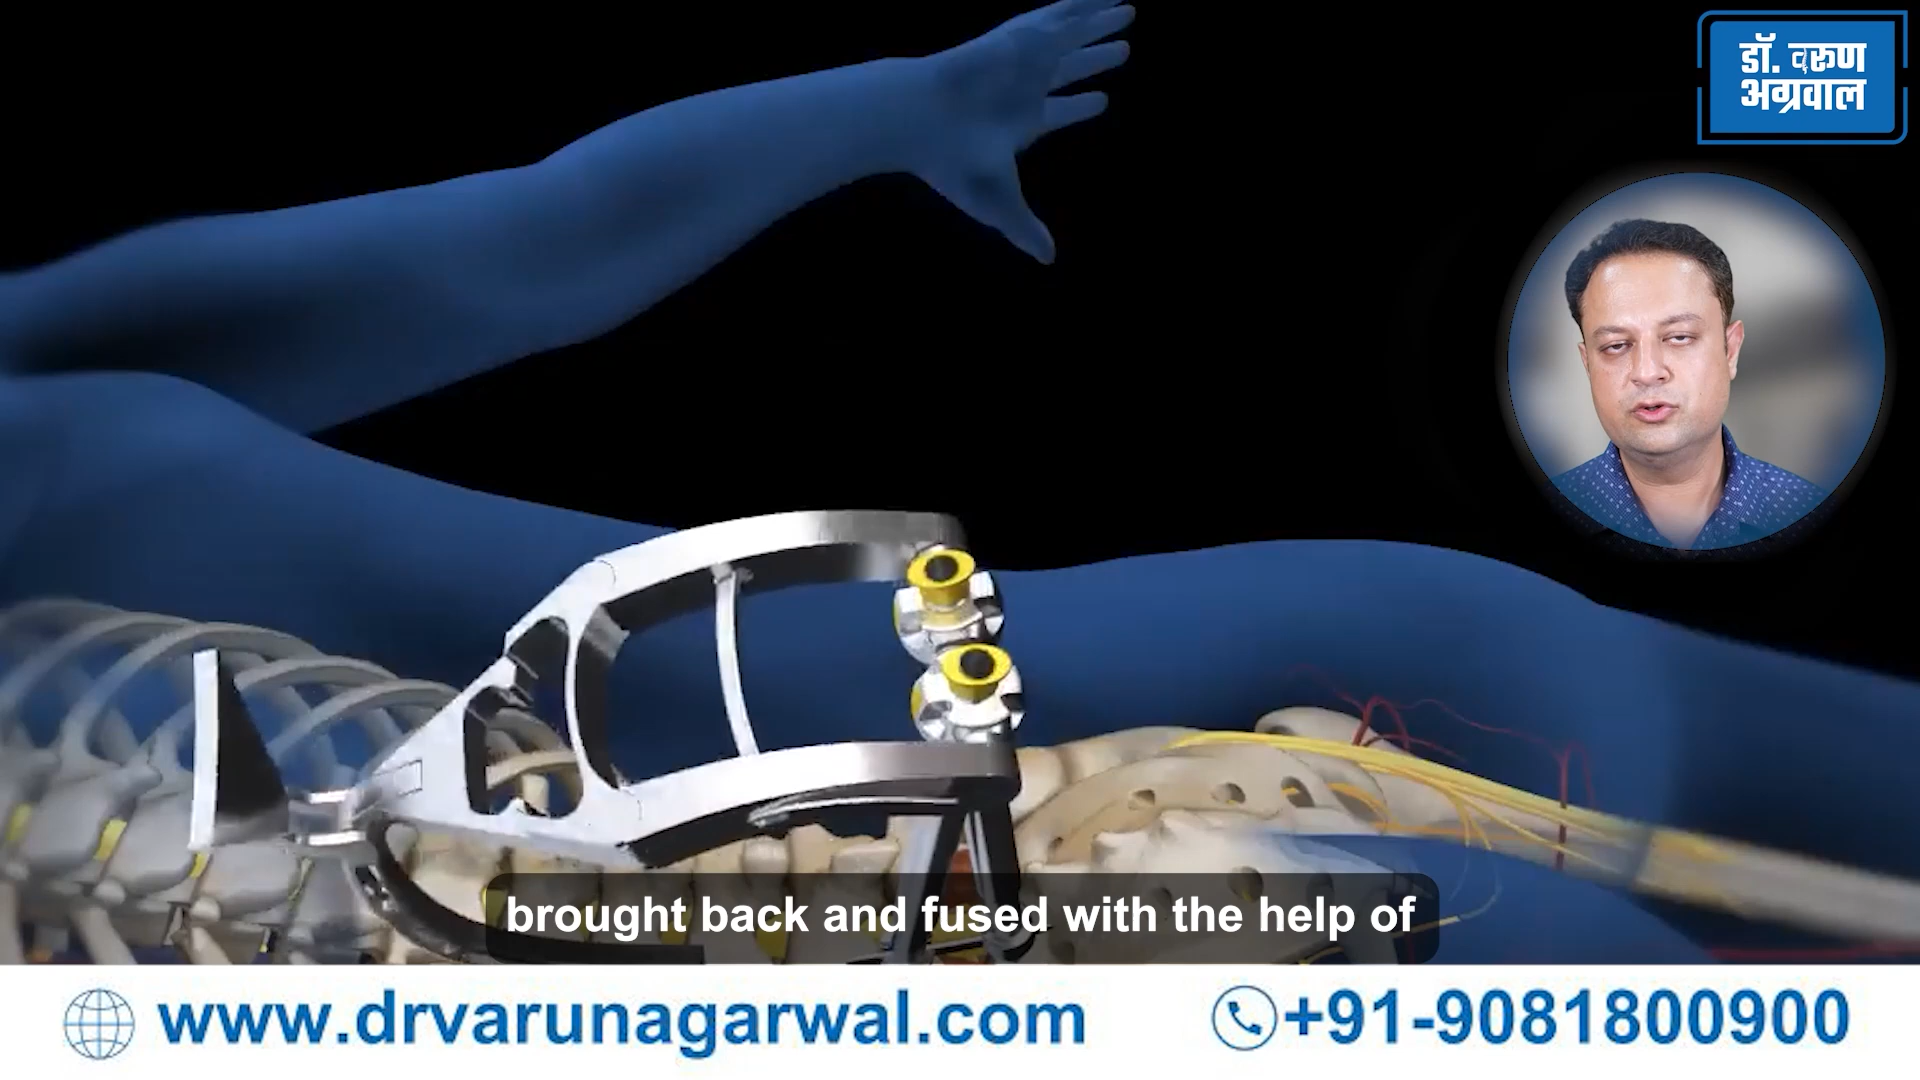 डॉ. वरुण
अग्रवाल
brought back and fused with the help of
www.drvarunagarwal.com
+91-9081800900